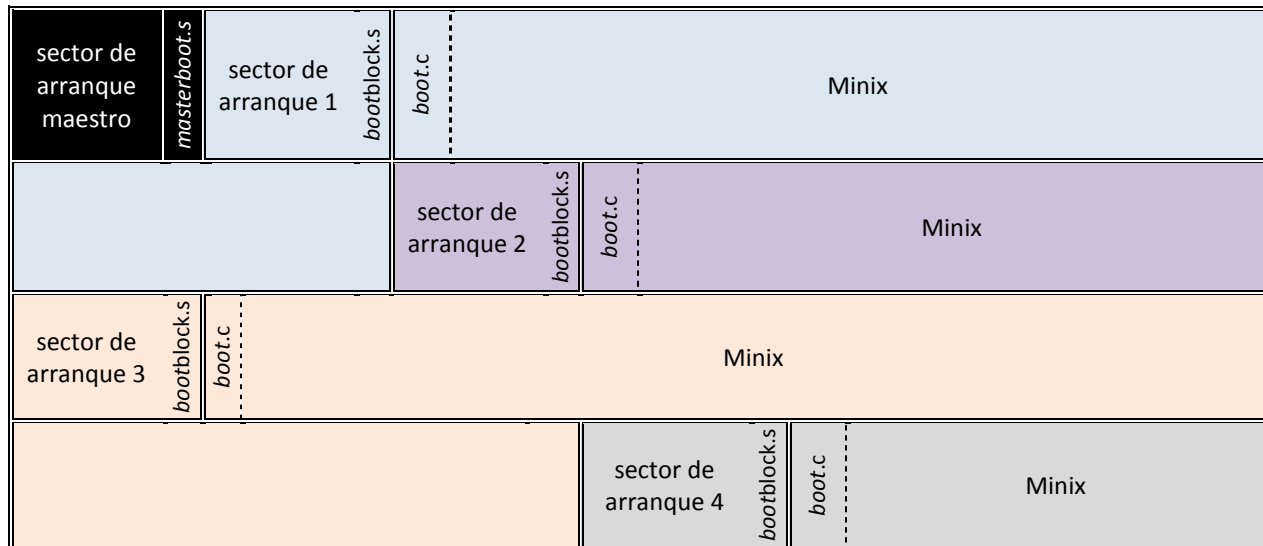 sector de
arranque
maestro
masterboot.s
sector de
arranque 1
bootblock.s
boot.c
Minix
sector de
arranque 2
bootblock.s
boot.c
Minix
sector de
arranque 3
bootblock.s
boot.c
Minix
sector de
arranque 4
bootblock.s
boot.c
Minix